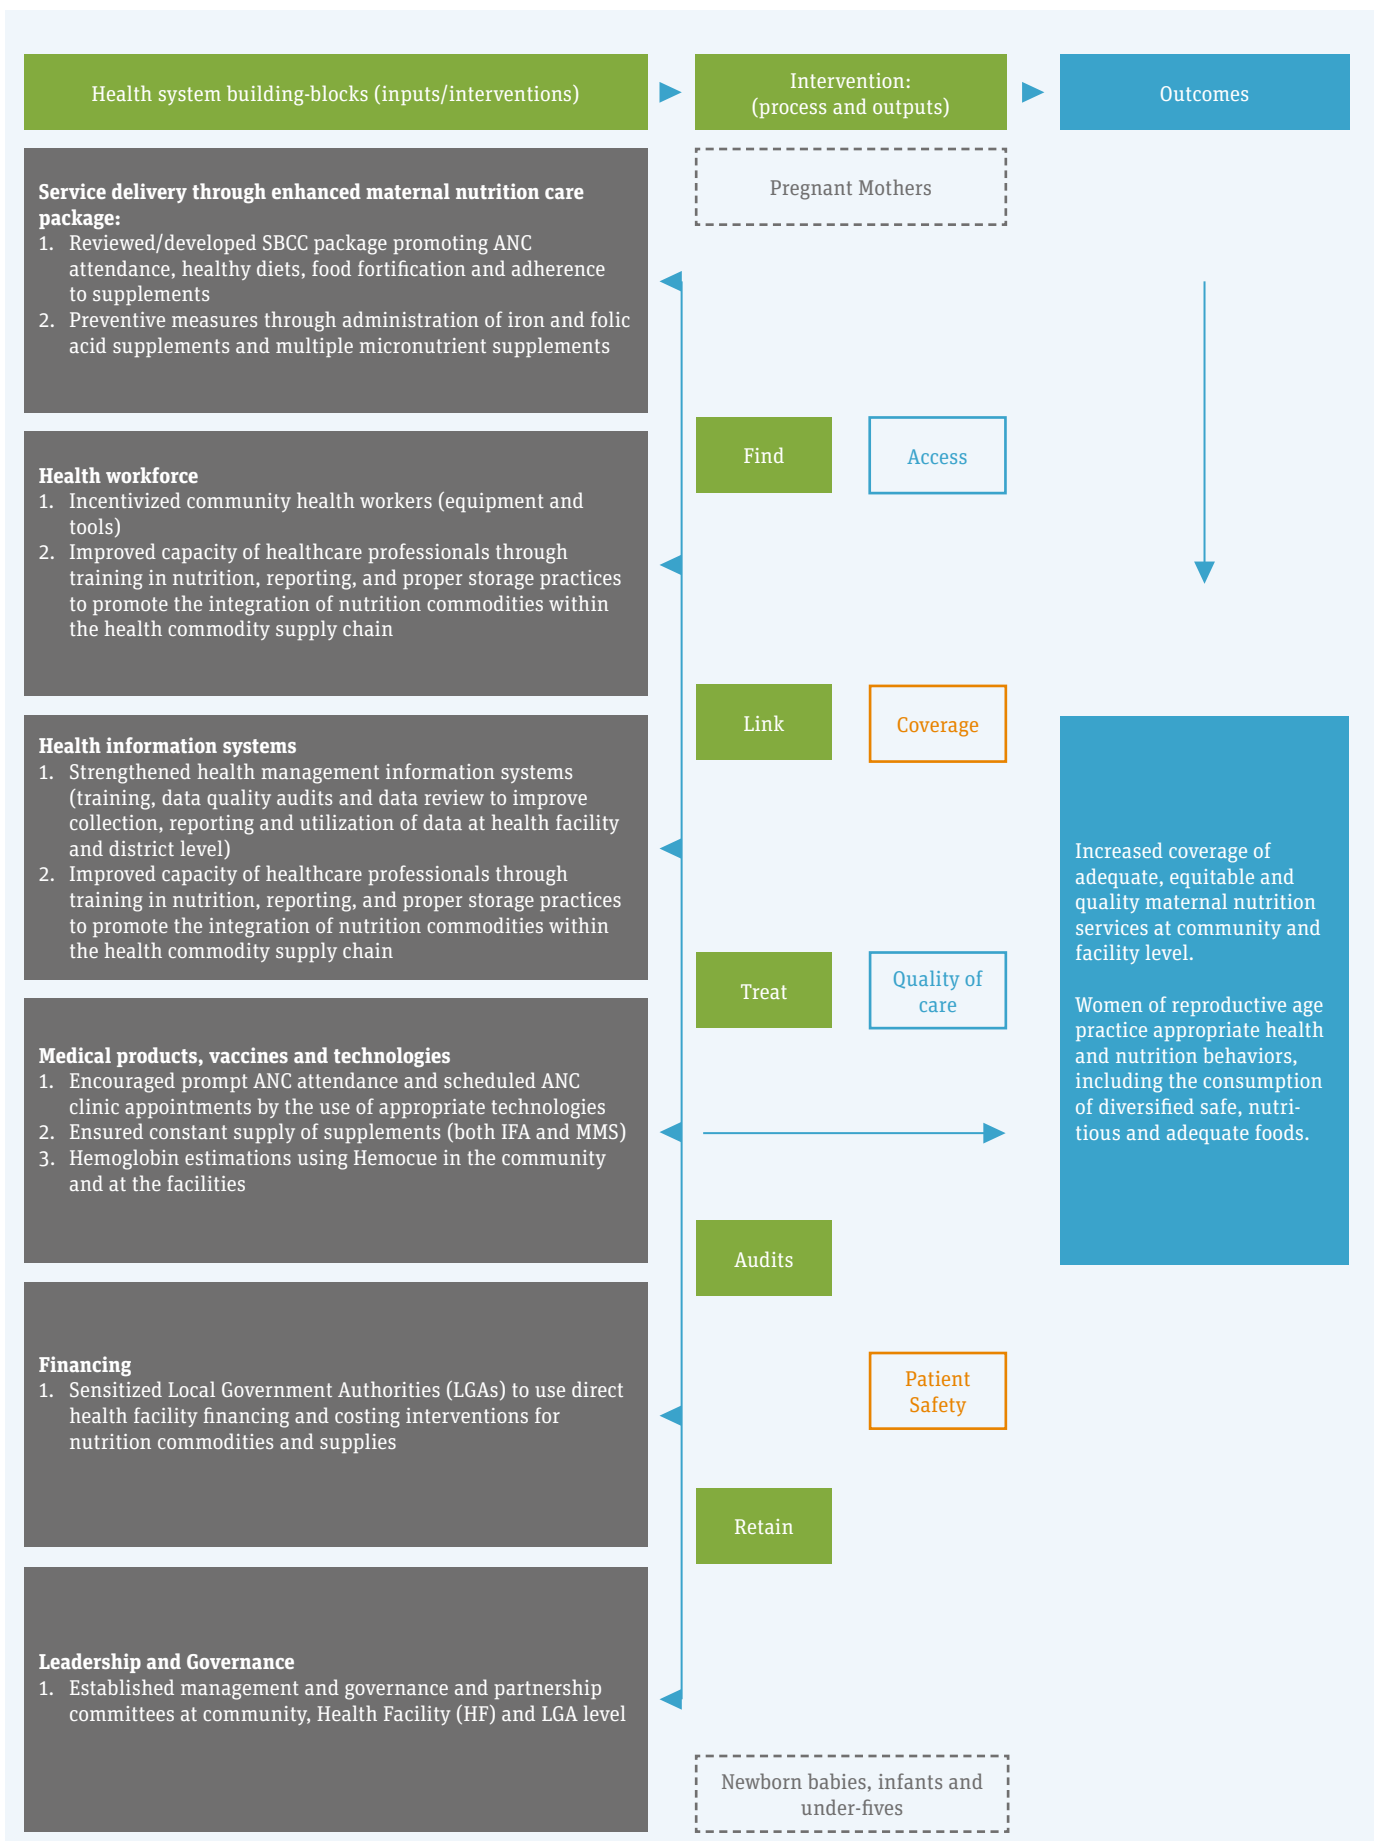 Health system building-blocks (inputs/interventions)
Intervention:
(process and outputs)
Outcomes
Service delivery through enhanced maternal nutrition care
package:
1. Reviewed/developed SBCC package promoting ANC
attendance, healthy diets, food fortification and adherence
to supplements
2. Preventive measures through administration of iron and folic
acid supplements and multiple micronutrient supplements
Health workforce
1. Incentivized community health workers (equipment and
tools)
2. Improved capacity of healthcare professionals through
training in nutrition, reporting, and proper storage practices
to promote the integration of nutrition commodities within
the health commodity supply chain
Health information systems
1. Strengthened health management information systems
(training, data quality audits and data review to improve
collection, reporting and utilization of data at health facility
and district level)
2. Improved capacity of healthcare professionals through
training in nutrition, reporting, and proper storage practices
to promote the integration of nutrition commodities within
the health commodity supply chain
Medical products, vaccines and technologies
1. Encouraged prompt ANC attendance and scheduled ANC
clinic appointments by the use of appropriate technologies
2. Ensured constant supply of supplements (both IFA and MMS)
3. Hemoglobin estimations using Hemocue in the community
and at the facilities
Financing
1. Sensitized Local Government Authorities (LGAs) to use direct
health facility financing and costing interventions for
nutrition commodities and supplies
Leadership and Governance
1. Established management and governance and partnership
committees at community, Health Facility (HF) and LGA level
Pregnant Mothers
Find
Access
Link
Coverage
Treat
Quality of
care
Audits
Patient
Safety
Retain
Newborn babies, infants and
under-fives
Increased coverage of
adequate, equitable and
quality maternal nutrition
services at community and
facility level.
Women of reproductive age
practice appropriate health
and nutrition behaviors,
including the consumption
of diversified safe, nutri-
tious and adequate foods.